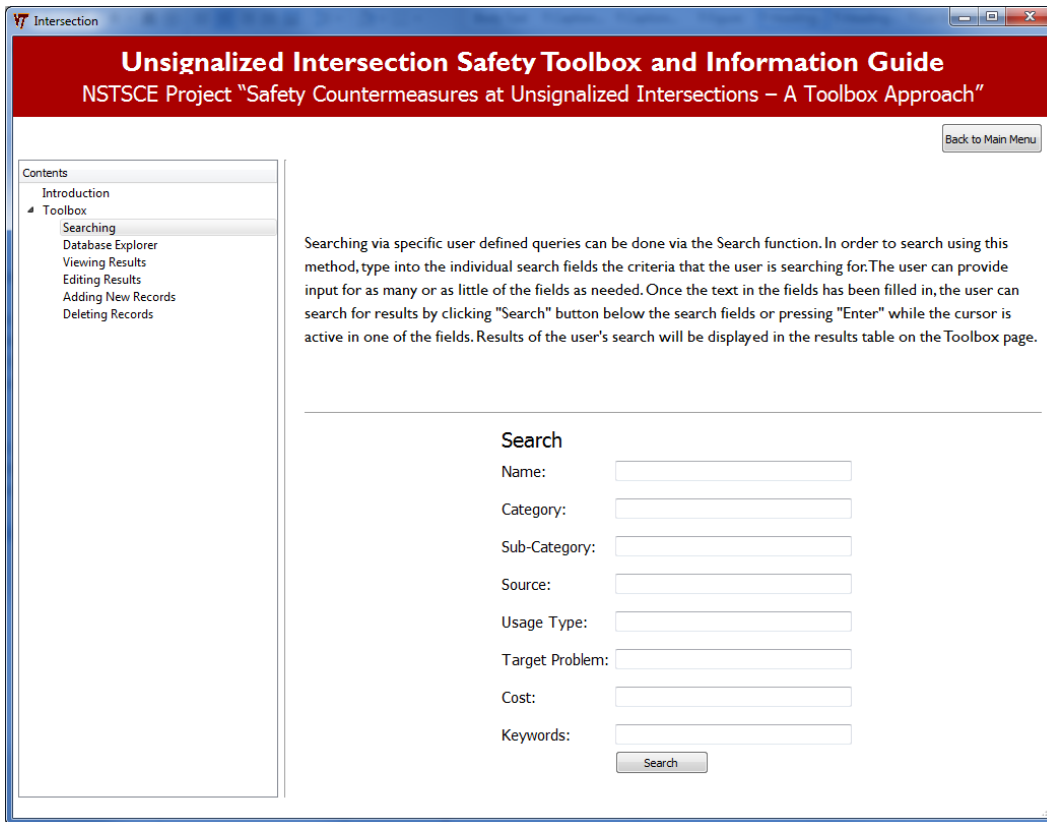 Intersection
Unsignalized Intersection Safety Toolbox and Information Guide
NSTSCE Project “Safety Countermeasures at Unsignalized Intersections – A Toolbox Approach”
Back to Main Menu
Contents
Introduction
Toolbox
Searching
Database Explorer
Viewing Results
Editing Results
Adding New Records
Deleting Records
Searching via specific user defined queries can be done via the Search function. In order to search using this
method, type into the individual search fields the criteria that the user is searching for. The user can provide
input for as many or as little of the fields as needed. Once the text in the fields has been filled in, the user can
search for results by clicking "Search" button below the search fields or pressing "Enter" while the cursor is
active in one of the fields. Results of the user's search will be displayed in the results table on the Toolbox page.
Search
Name:
Category:
Sub-Category:
Source:
Usage Type:
Target Problem:
Cost:
Keywords:
Search